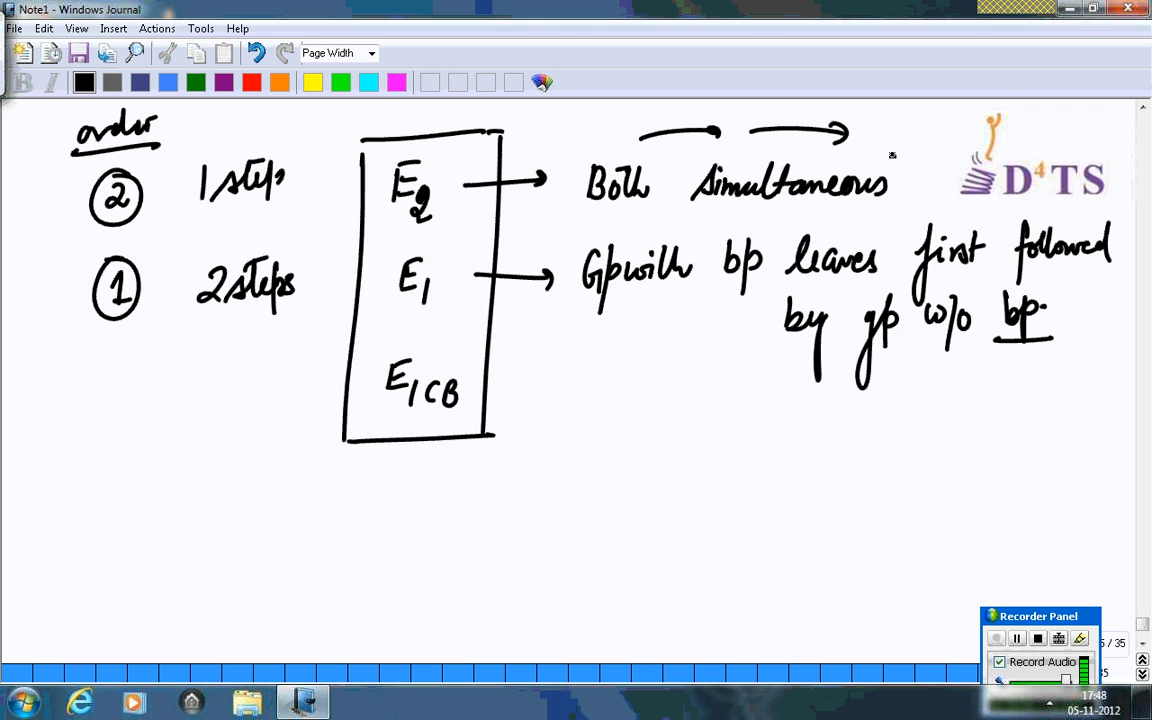 Note1 - Windows Journal
File Edit View Insert Actions Tools Help
Page Width
B I
order
② 1 step E2 → Both simultaneous
D4TS
① 2 steps E1 → Gp with bp leaves first followed
by gp w/o bp.
E1CB
Recorder Panel
/ 35
Record Audio
35
17:48
05-11-2012